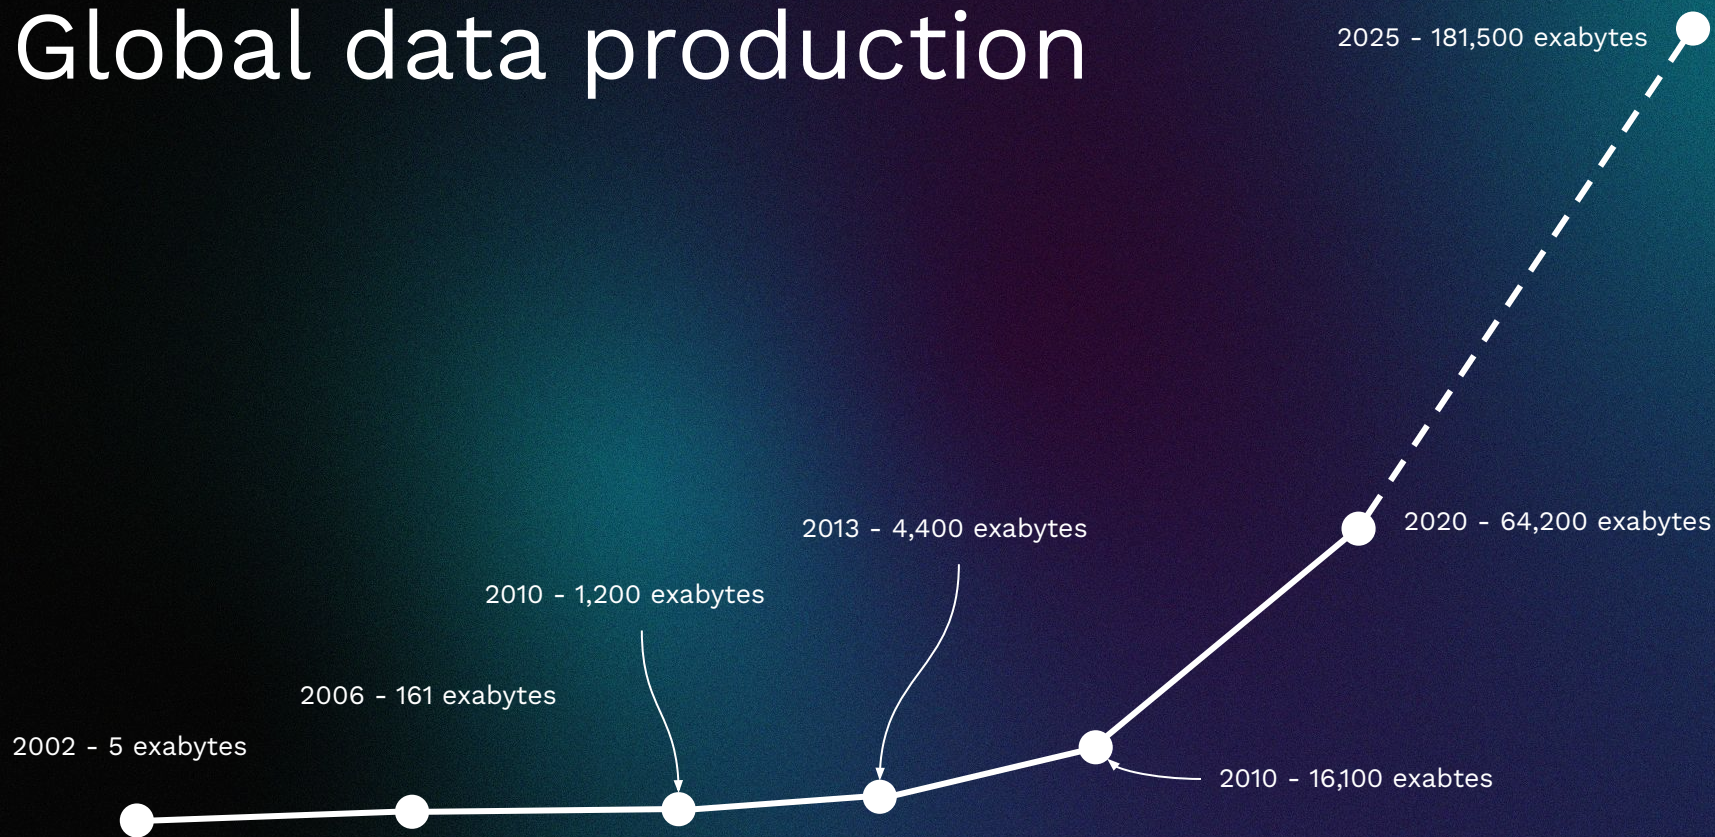 Global data production
2025 - 181,500 exabytes
2020 - 64,200 exabytes
2013 - 4,400 exabytes
2010 - 1,200 exabytes
2006 - 161 exabytes
2002 - 5 exabytes
2010 - 16,100 exabtes